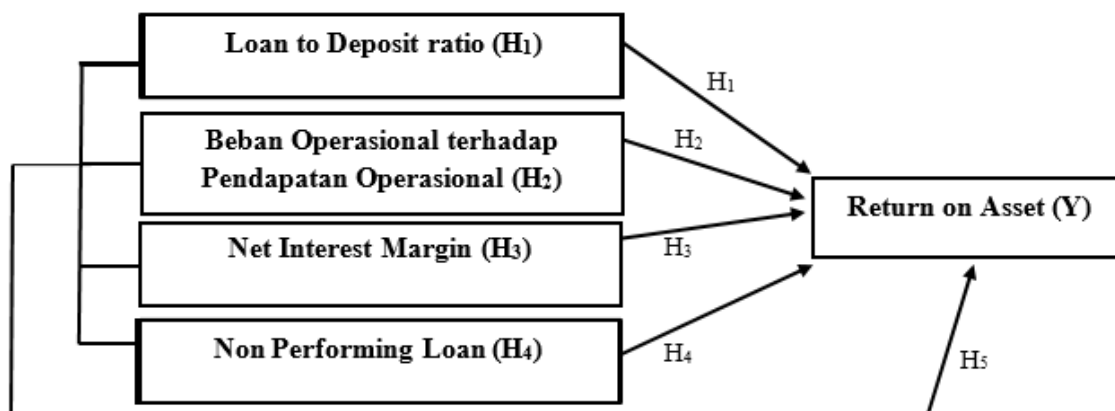 Loan to Deposit ratio (H₁)
H₁
Beban Operasional terhadap
Pendapatan Operasional (H₂)
H₂
Return on Asset (Y)
Net Interest Margin (H₃)
H₃
Non Performing Loan (H₄)
H₄
H₅